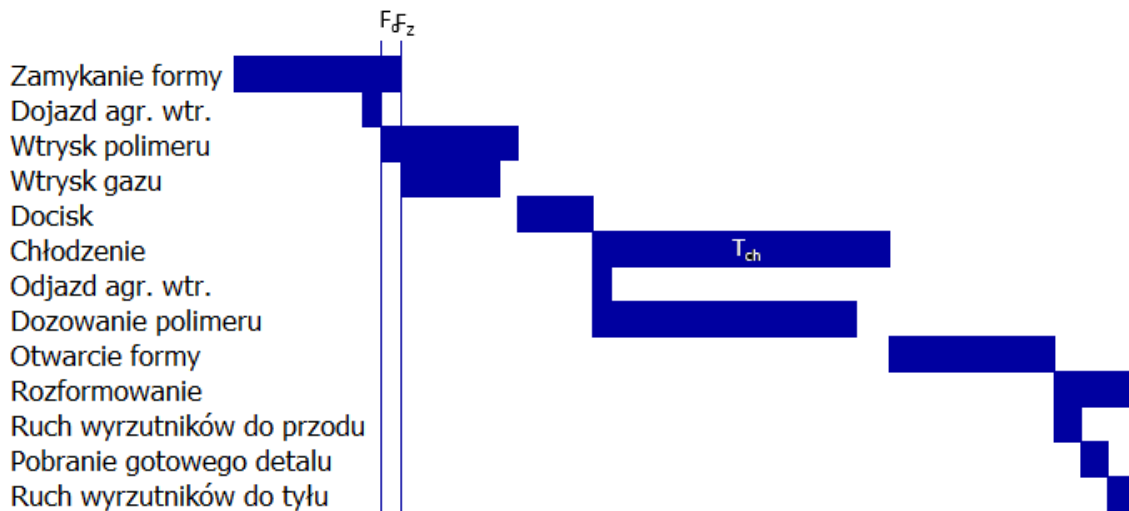 FdFz
Zamykanie formy
Dojazd agr. wtr.
Wtrysk polimeru
Wtrysk gazu
Docisk
Chłodzenie Tch
Odjazd agr. wtr.
Dozowanie polimeru
Otwarcie formy
Rozformowanie
Ruch wyrzutników do przodu
Pobranie gotowego detalu
Ruch wyrzutników do tyłu